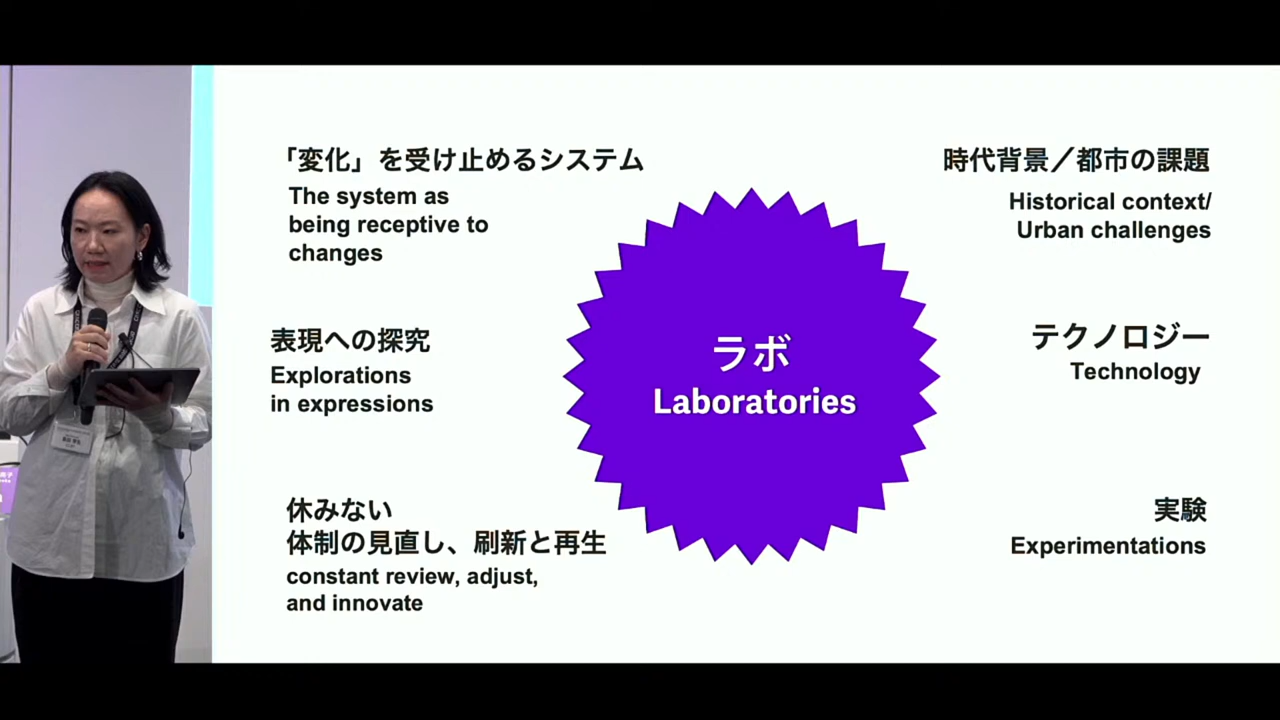 「変化」を受け止めるシステム
The system as
being receptive to
changes
時代背景／都市の課題
Historical context/
Urban challenges
表現への探究
Explorations
in expressions
ラボ
Laboratories
テクノロジー
Technology
休みない
体制の見直し、刷新と再生
constant review, adjust,
and innovate
実験
Experimentations